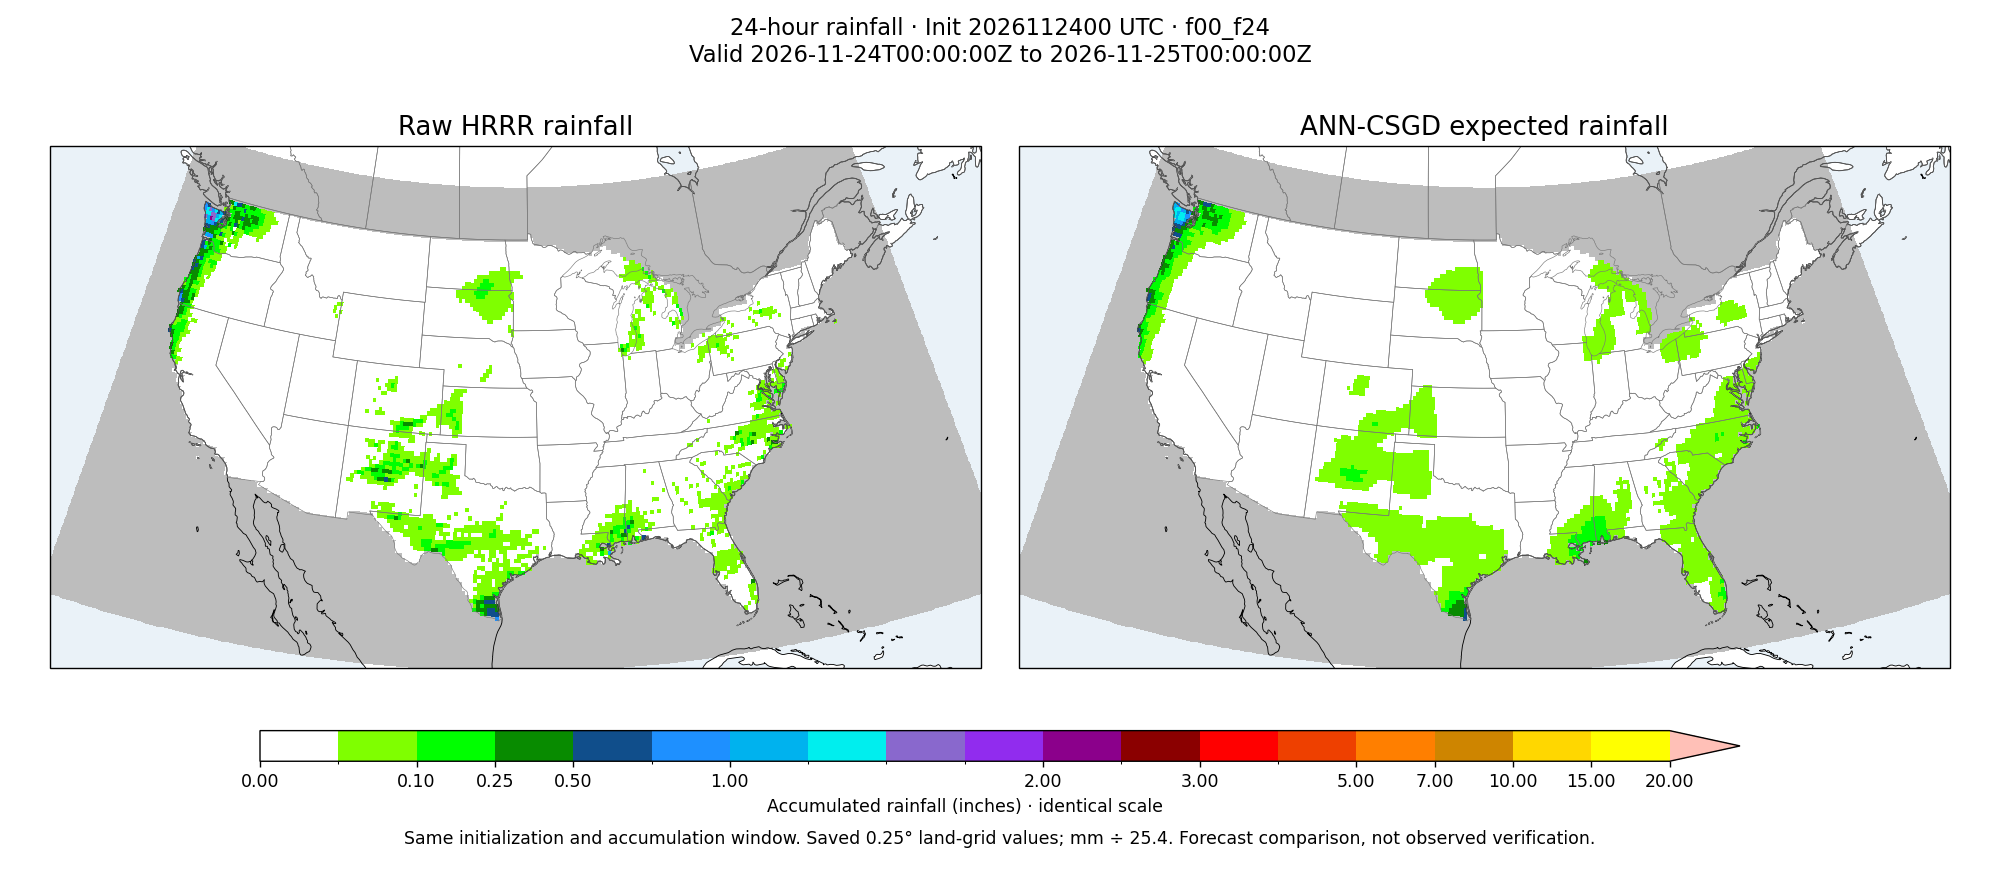 24-hour rainfall · Init 2026112400 UTC · f00_f24
Valid 2026-11-24T00:00:00Z to 2026-11-25T00:00:00Z
Raw HRRR rainfall
ANN-CSGD expected rainfall
0.00 0.10 0.25 0.50 1.00 2.00 3.00 5.00 7.00 10.00 15.00 20.00
Accumulated rainfall (inches) · identical scale
Same initialization and accumulation window. Saved 0.25° land-grid values; mm ÷ 25.4. Forecast comparison, not observed verification.